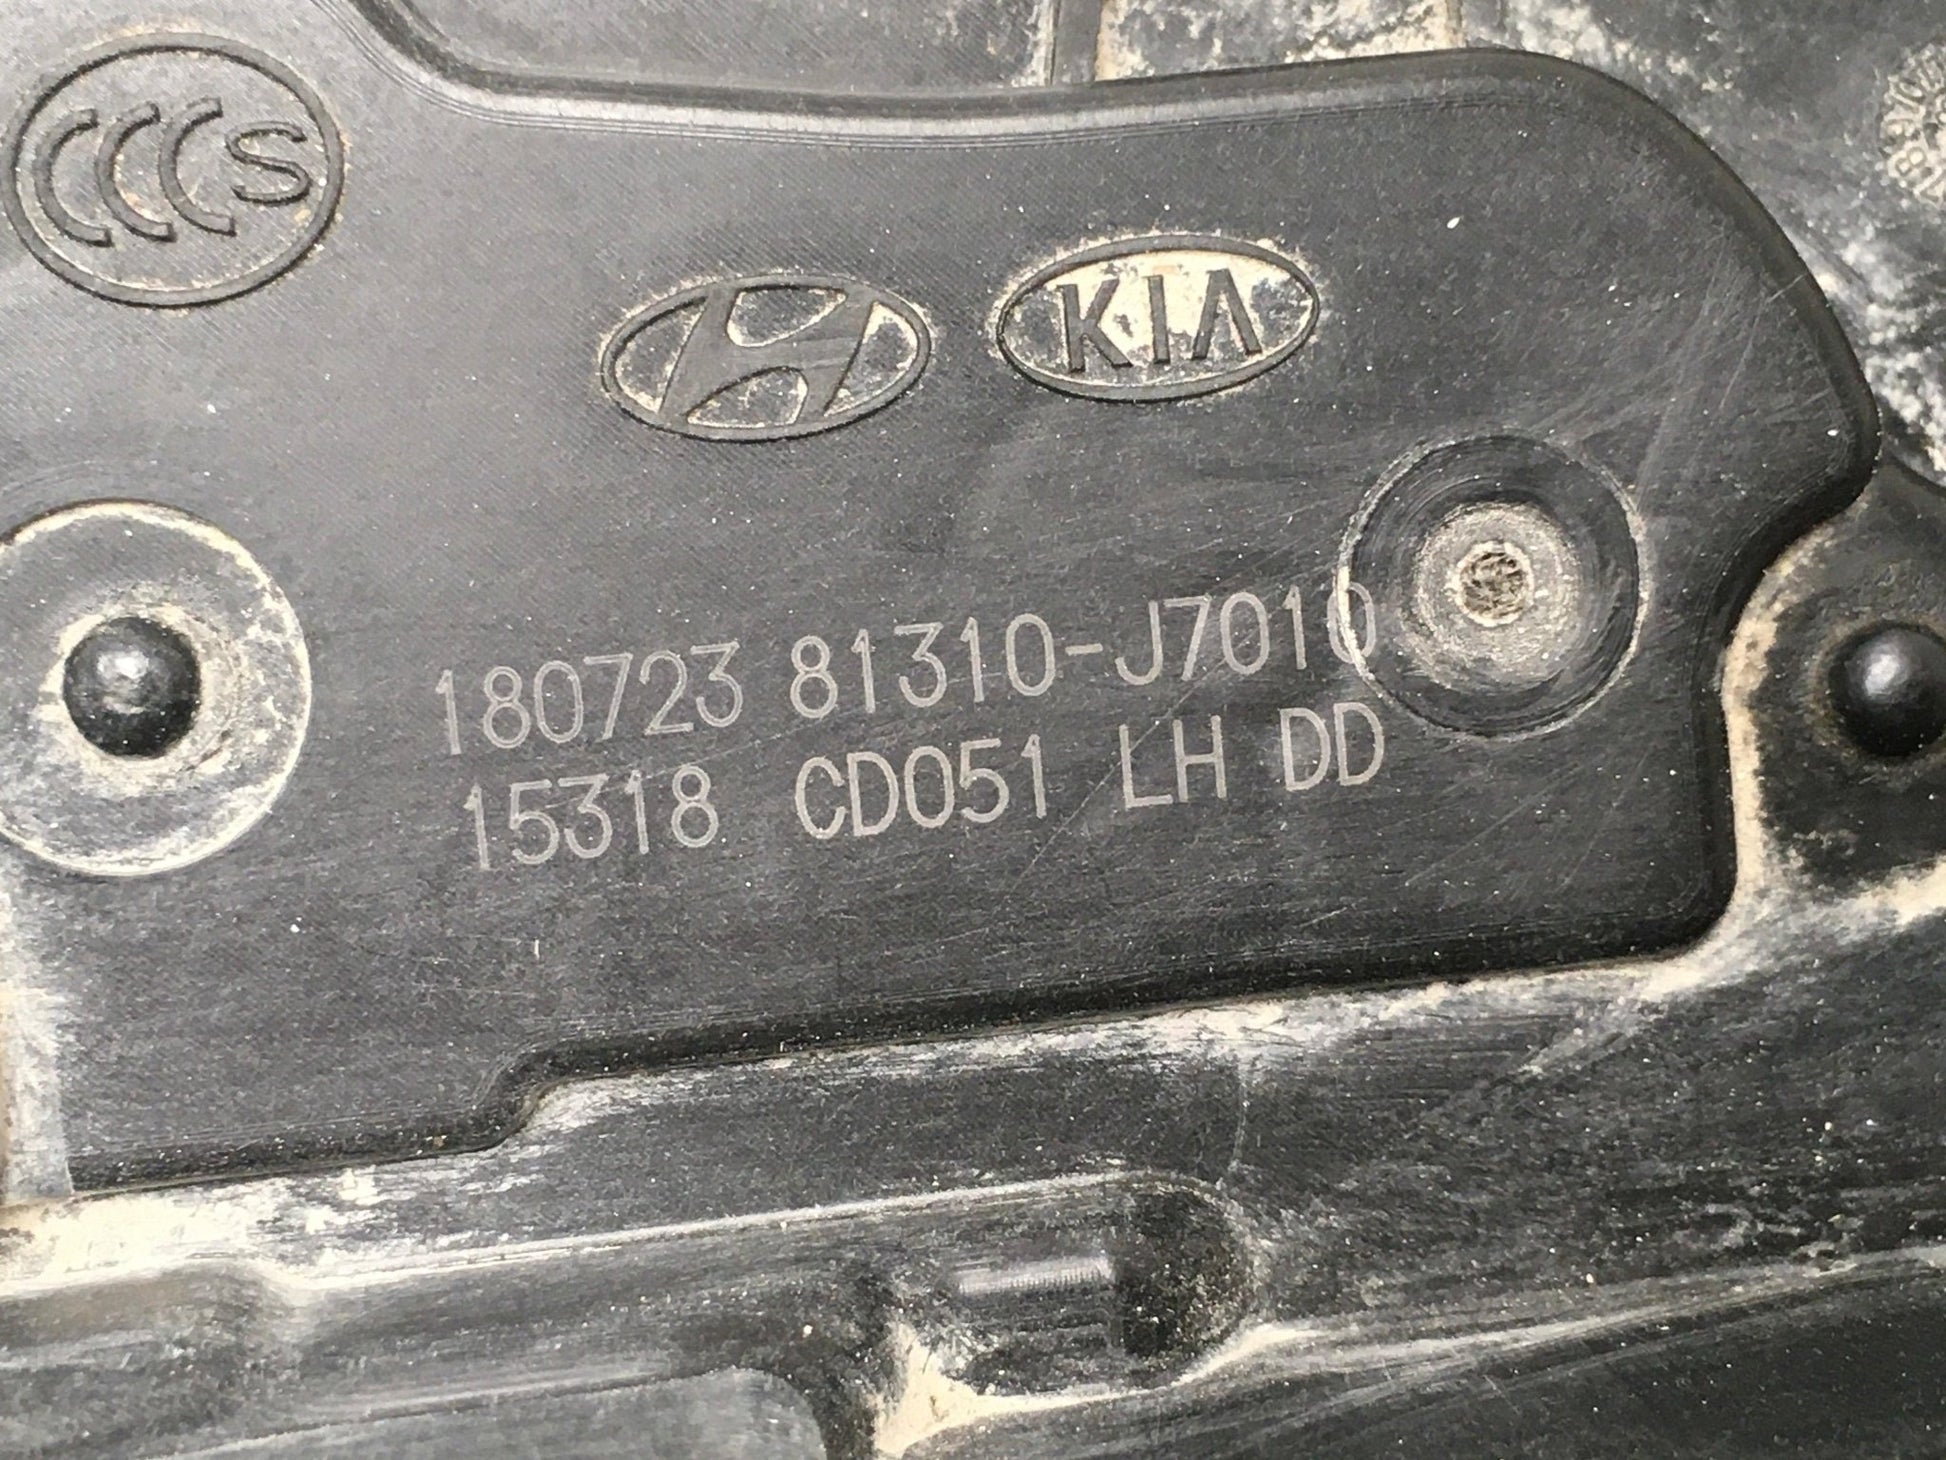 CCCS
KIA
180723 81310-J7010
15318 CD051 LH DD